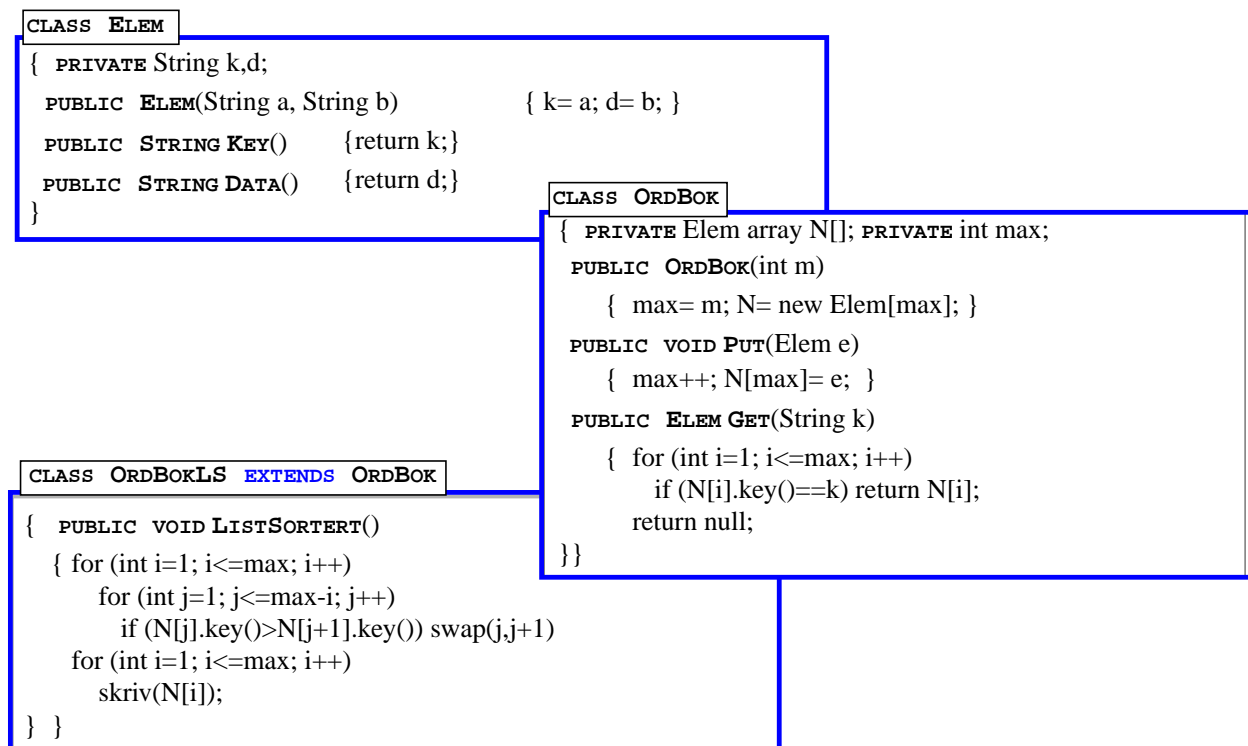 CLASS ELEM
{ PRIVATE String k,d;
PUBLIC ELEM(String a, String b) { k= a; d= b; }
PUBLIC STRING KEY() {return k;}
PUBLIC STRING DATA() {return d;}
}
CLASS ORDBOK
{ PRIVATE Elem array N[]; PRIVATE int max;
PUBLIC ORDBOK(int m)
{ max= m; N= new Elem[max]; }
PUBLIC VOID PUT(Elem e)
{ max++; N[max]= e; }
PUBLIC ELEM GET(String k)
{ for (int i=1; i<=max; i++)
if (N[i].key()==k) return N[i];
return null;
}}
CLASS ORDBOKLS EXTENDS ORDBOK
{ PUBLIC VOID LISTSORTERT()
{ for (int i=1; i<=max; i++)
for (int j=1; j<=max-i; j++)
if (N[j].key()>N[j+1].key()) swap(j,j+1)
for (int i=1; i<=max; i++)
skriv(N[i]);
} }